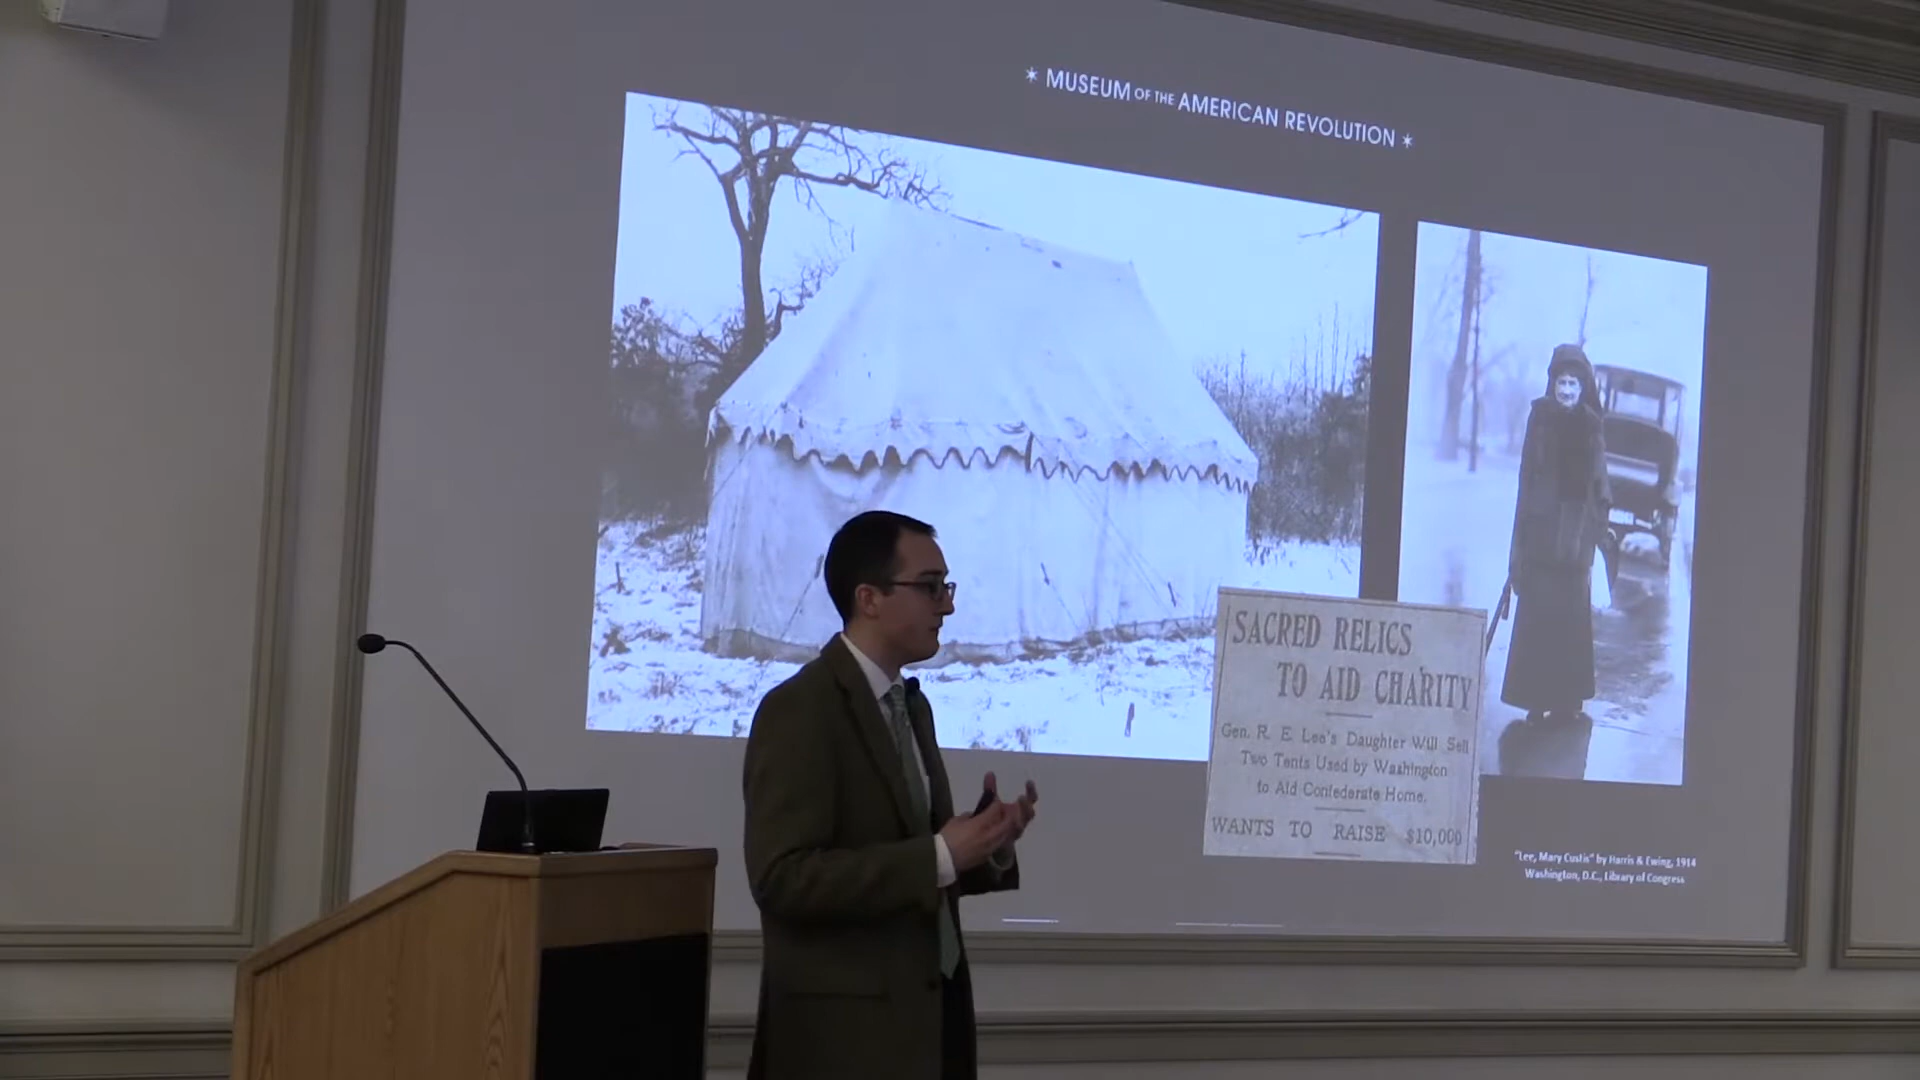 ✶ MUSEUM OF THE AMERICAN REVOLUTION ✶
SACRED RELICS
TO AID CHARITY
Gen. R. E. Lee's Daughter Will Sell
Two Tents Used by Washington
to Aid Confederate Home.
WANTS TO RAISE $10,000
"Lee, Mary Custis" by Harris & Ewing, 1914
Washington, D.C., Library of Congress